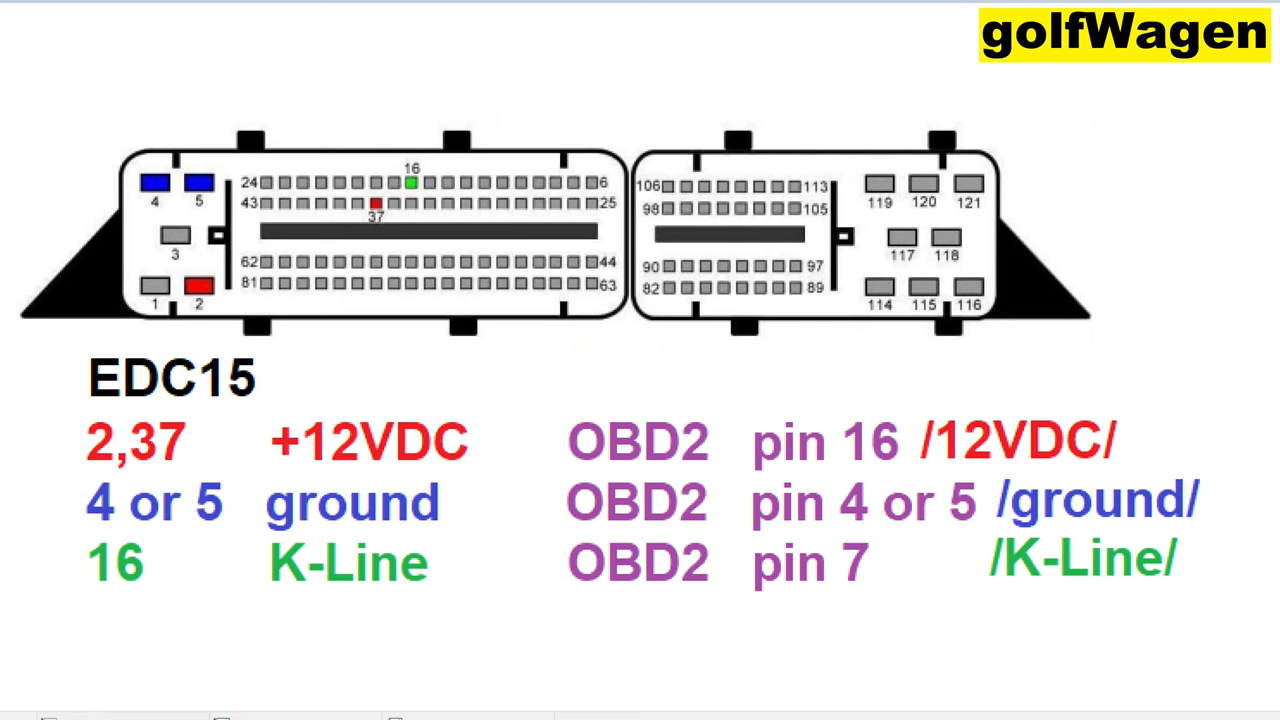 golfWagen
16
24 6 106 113 119 120 121
4 5 43 25 98 105
37
3 117 118
62 44 90 97
81 63 82 89
1 2 114 115 116
EDC15
2,37 +12VDC OBD2 pin 16 /12VDC/
4 or 5 ground OBD2 pin 4 or 5 /ground/
16 K-Line OBD2 pin 7 /K-Line/